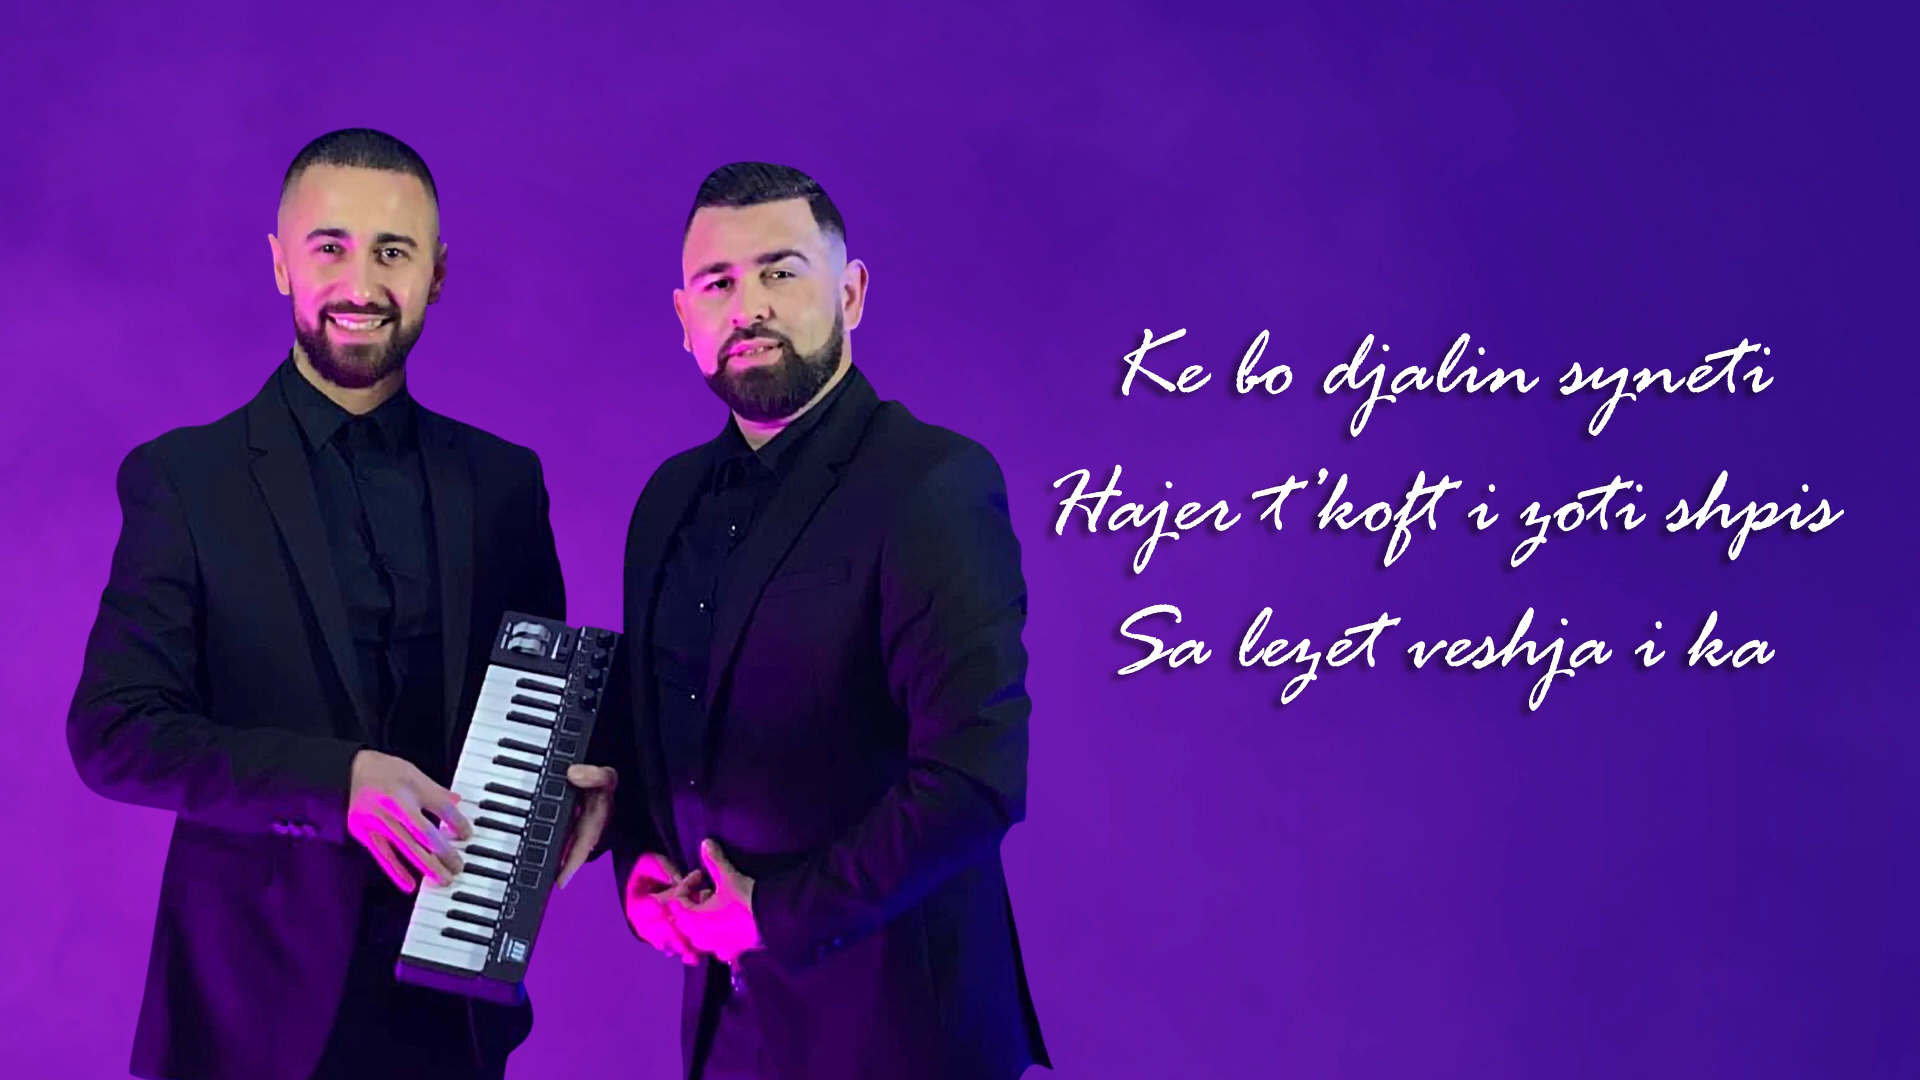 Ke bo djalin syneti
Hajer t'koft i zoti shpis
Sa lezet veshja i ka